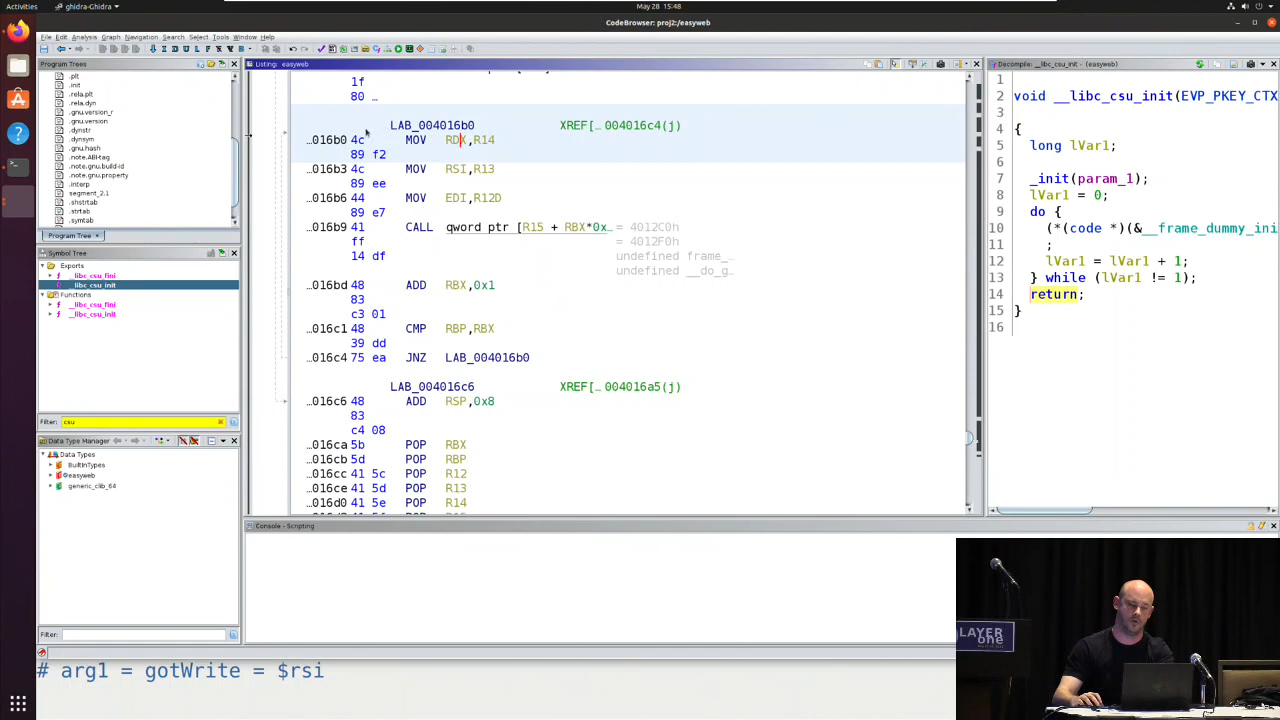 Activities
ghidra-Ghidra
May 28 15:48
CodeBrowser: proj2:/easyweb
File Edit Analysis Graph Navigation Search Select Tools Window Help
I D U L F V B
Program Trees
.plt
.init
.rela.plt
.rela.dyn
.gnu.version_r
.dynstr
.dynsym
.gnu.hash
.note.ABI-tag
.note.gnu.build-id
.note.gnu.property
.interp
segment_2.1
.shstrtab
.strtab
.symtab
Program Tree ×
Symbol Tree
Exports
f __libc_csu_fini
f __libc_csu_init
Functions
f __libc_csu_fini
f __libc_csu_init
Filter: csu
Data Type Manager
Data Types
BuiltInTypes
easyweb
generic_clib_64
Filter:
Listing: easyweb
1f
80 …
LAB_004016b0 XREF[… 004016c4(j)
…016b0 4c MOV RDX,R14
89 f2
…016b3 4c MOV RSI,R13
89 ee
…016b6 44 MOV EDI,R12D
89 e7
…016b9 41 CALL qword ptr [R15 + RBX*0x… = 4012C0h
ff = 4012F0h
14 df undefined frame_…
undefined __do_g…
…016bd 48 ADD RBX,0x1
83
c3 01
…016c1 48 CMP RBP,RBX
39 dd
…016c4 75 ea JNZ LAB_004016b0
LAB_004016c6 XREF[… 004016a5(j)
…016c6 48 ADD RSP,0x8
83
c4 08
…016ca 5b POP RBX
…016cb 5d POP RBP
…016cc 41 5c POP R12
…016ce 41 5d POP R13
…016d0 41 5e POP R14
Decompile: __libc_csu_init - (easyweb)
1
2 void __libc_csu_init(EVP_PKEY_CTX
3
4 {
5 long lVar1;
6
7 _init(param_1);
8 lVar1 = 0;
9 do {
10 (*(code *)(&__frame_dummy_ini
11 ;
12 lVar1 = lVar1 + 1;
13 } while (lVar1 != 1);
14 return;
15 }
16
Console - Scripting
# arg1 = gotWrite = $rsi
LAYER
one